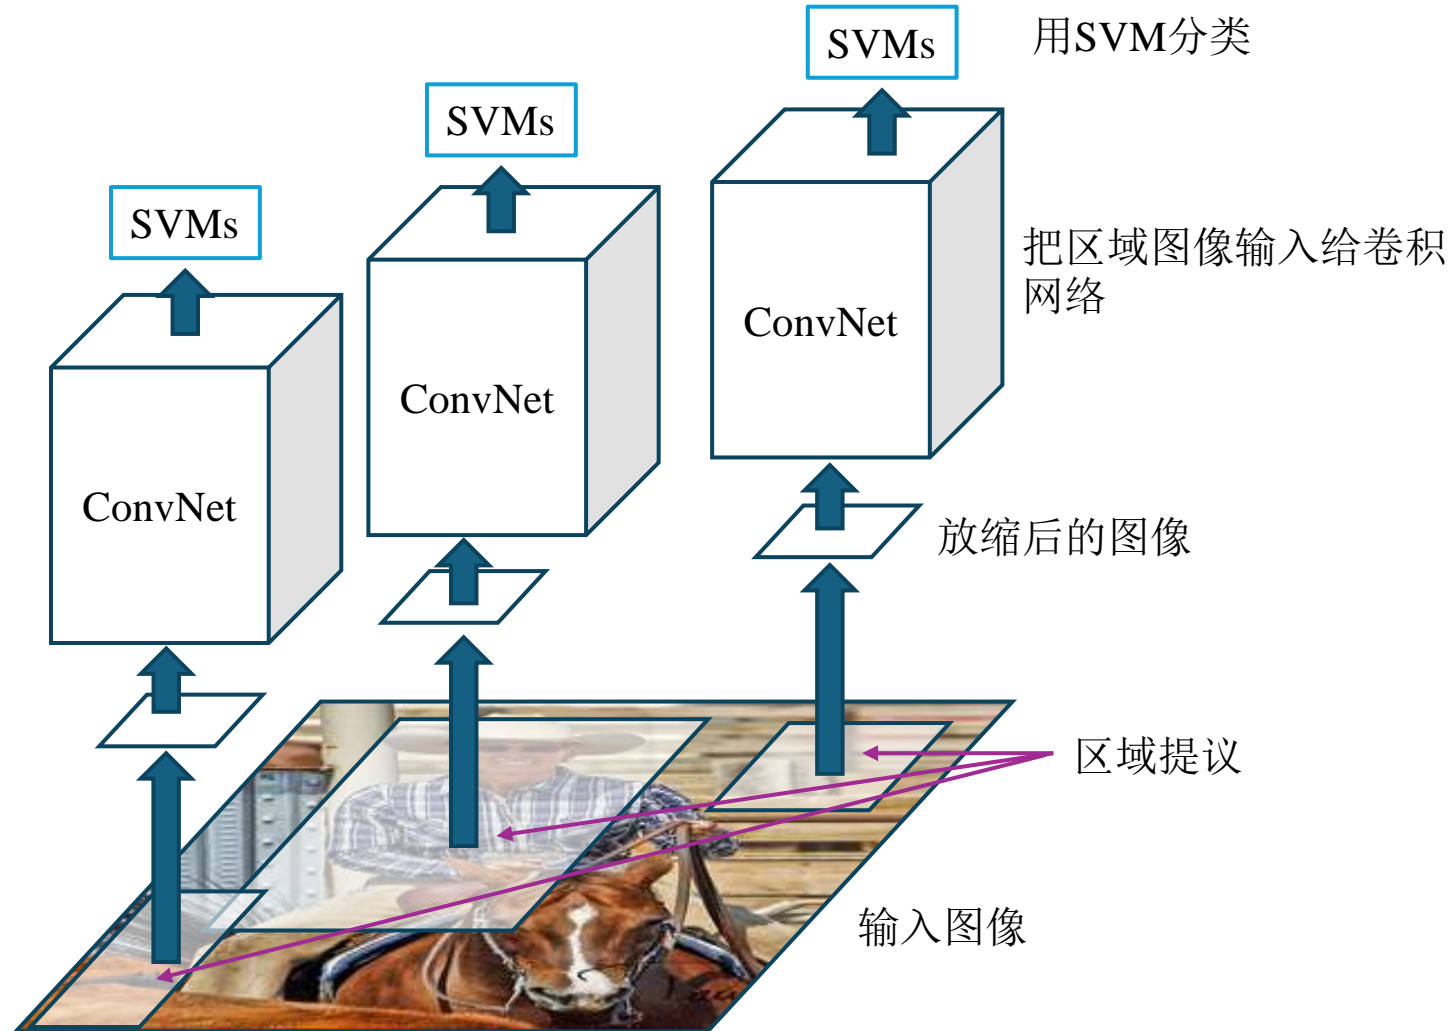 SVMs
用SVM分类
SVMs
SVMs
把区域图像输入给卷积
网络
ConvNet
ConvNet
ConvNet
放缩后的图像
区域提议
输入图像